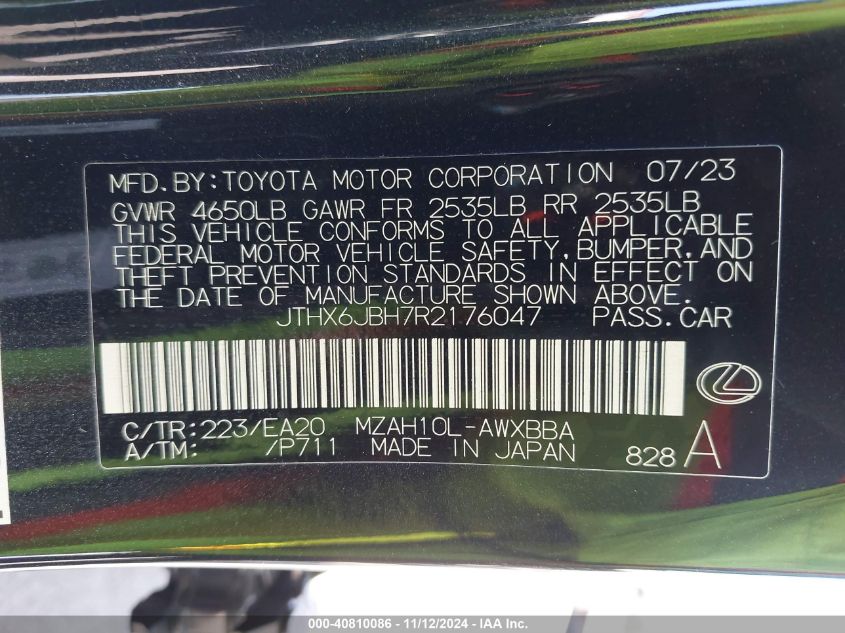 MFD.BY:TOYOTA MOTOR CORPORATION 07/23
GVWR 4650LB GAWR FR 2535LB RR 2535LB
THIS VEHICLE CONFORMS TO ALL APPLICABLE
FEDERAL MOTOR VEHICLE SAFETY,BUMPER,AND
THEFT PREVENTION STANDARDS IN EFFECT ON
THE DATE OF MANUFACTURE SHOWN ABOVE.
JTHX6JBH7R2176047 PASS.CAR
C/TR:223/EA20 MZAH10L-AWXBBA
A/TM: /P711 MADE IN JAPAN 828 A
000-40810086 - 11/12/2024 - IAA Inc.